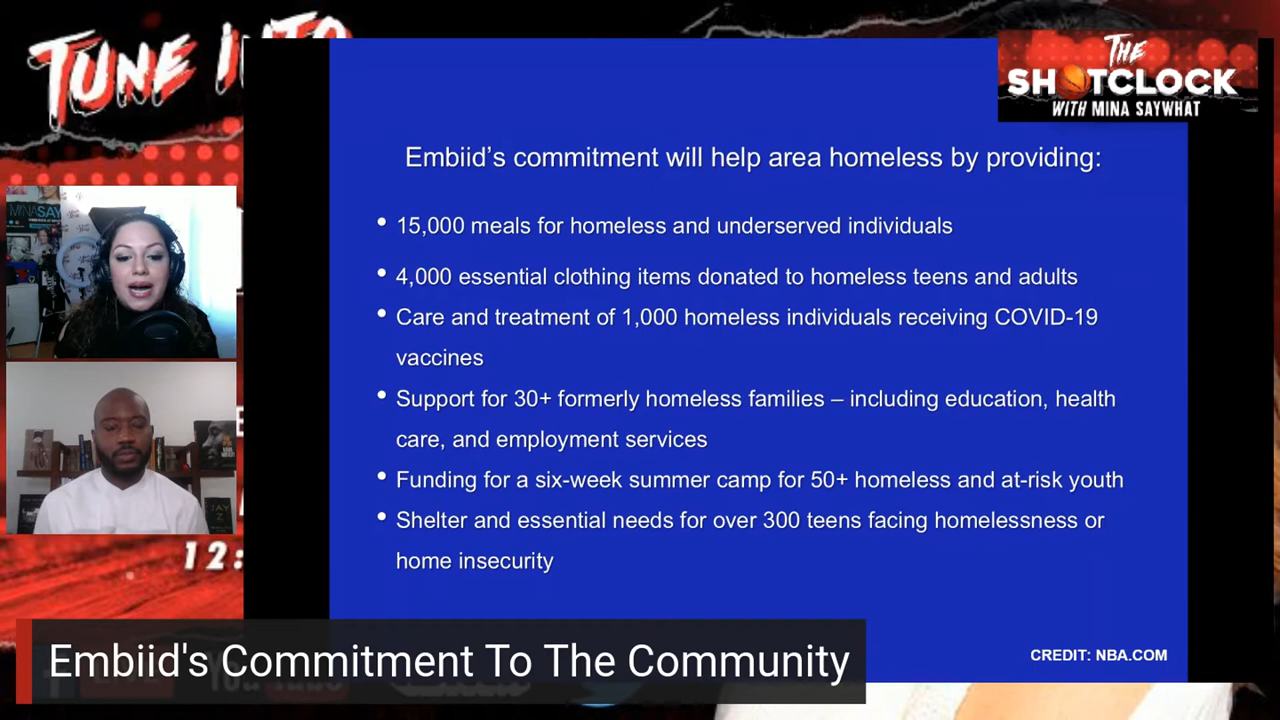 TUNE INTO
THE
SHOTCLOCK
WITH MINA SAYWHAT
Embiid’s commitment will help area homeless by providing:
• 15,000 meals for homeless and underserved individuals
• 4,000 essential clothing items donated to homeless teens and adults
• Care and treatment of 1,000 homeless individuals receiving COVID-19
vaccines
• Support for 30+ formerly homeless families – including education, health
care, and employment services
• Funding for a six-week summer camp for 50+ homeless and at-risk youth
• Shelter and essential needs for over 300 teens facing homelessness or
home insecurity
MINASAY
JAY
Z
12:
Embiid's Commitment To The Community
CREDIT: NBA.COM